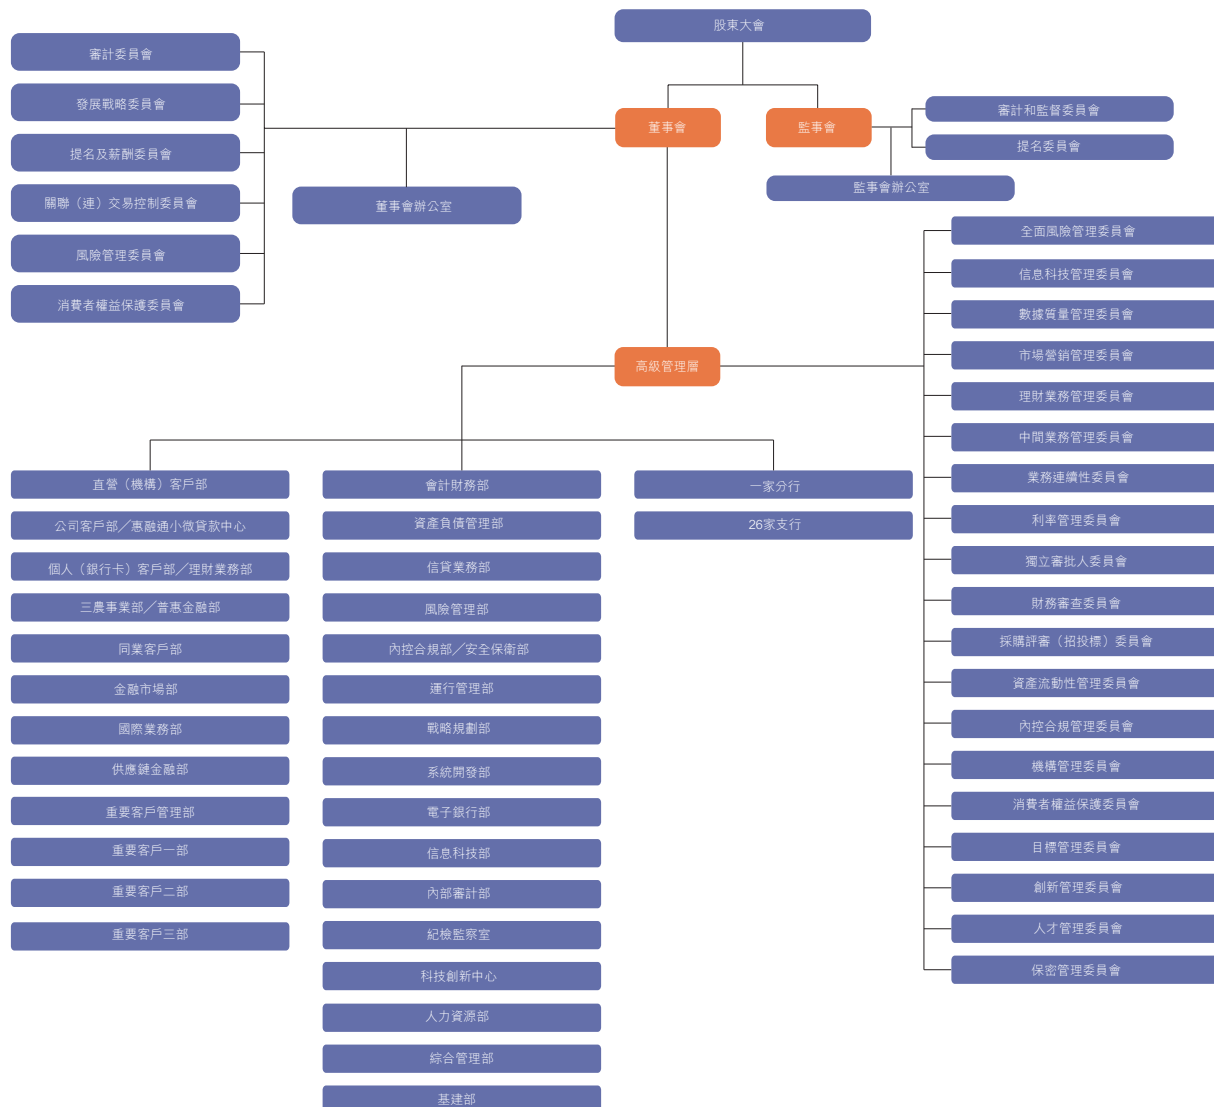 股東大會
董事會
監事會
審計委員會
發展戰略委員會
提名及薪酬委員會
關聯（連）交易控制委員會
風險管理委員會
消費者權益保護委員會
董事會辦公室
審計和監督委員會
提名委員會
監事會辦公室
高級管理層
直營（機構）客戶部
公司客戶部／惠融通小微貸款中心
個人（銀行卡）客戶部／理財業務部
三農事業部／普惠金融部
同業客戶部
金融市場部
國際業務部
供應鏈金融部
重要客戶管理部
重要客戶一部
重要客戶二部
重要客戶三部
會計財務部
資產負債管理部
信貸業務部
風險管理部
內控合規部／安全保衛部
運行管理部
戰略規劃部
系統開發部
電子銀行部
信息科技部
內部審計部
紀檢監察室
科技創新中心
人力資源部
綜合管理部
基建部
一家分行
26家支行
全面風險管理委員會
信息科技管理委員會
數據質量管理委員會
市場營銷管理委員會
理財業務管理委員會
中間業務管理委員會
業務連續性委員會
利率管理委員會
獨立審批人委員會
財務審查委員會
採購評審（招投標）委員會
資產流動性管理委員會
內控合規管理委員會
機構管理委員會
消費者權益保護委員會
目標管理委員會
創新管理委員會
人才管理委員會
保密管理委員會